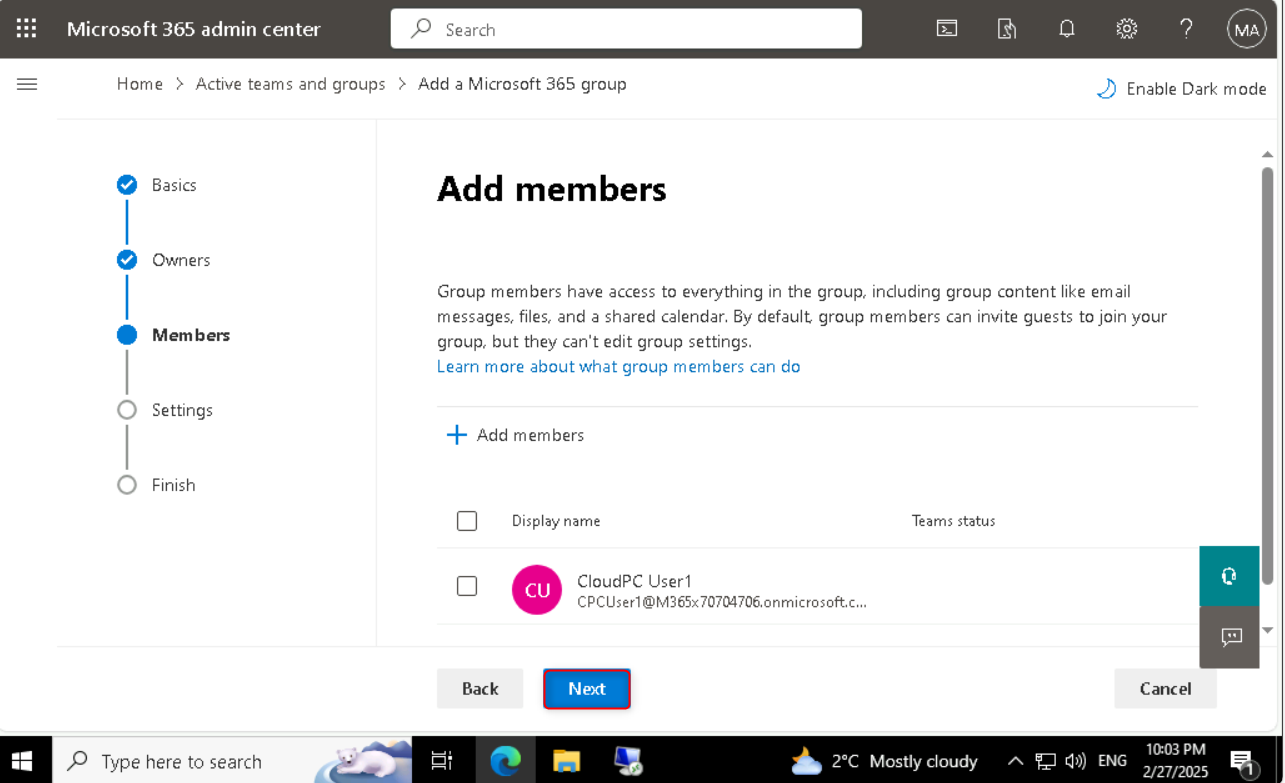 Microsoft 365 admin center
Search
?
MA
Home > Active teams and groups > Add a Microsoft 365 group
Enable Dark mode
Basics
Owners
Members
Settings
Finish
Add members
Group members have access to everything in the group, including group content like email
messages, files, and a shared calendar. By default, group members can invite guests to join your
group, but they can't edit group settings.
Learn more about what group members can do
+ Add members
Display name
Teams status
CU
CloudPC User1
CPCUser1@M365x70704706.onmicrosoft.c...
Back
Next
Cancel
Type here to search
2°C Mostly cloudy
ENG
10:03 PM
2/27/2025
1